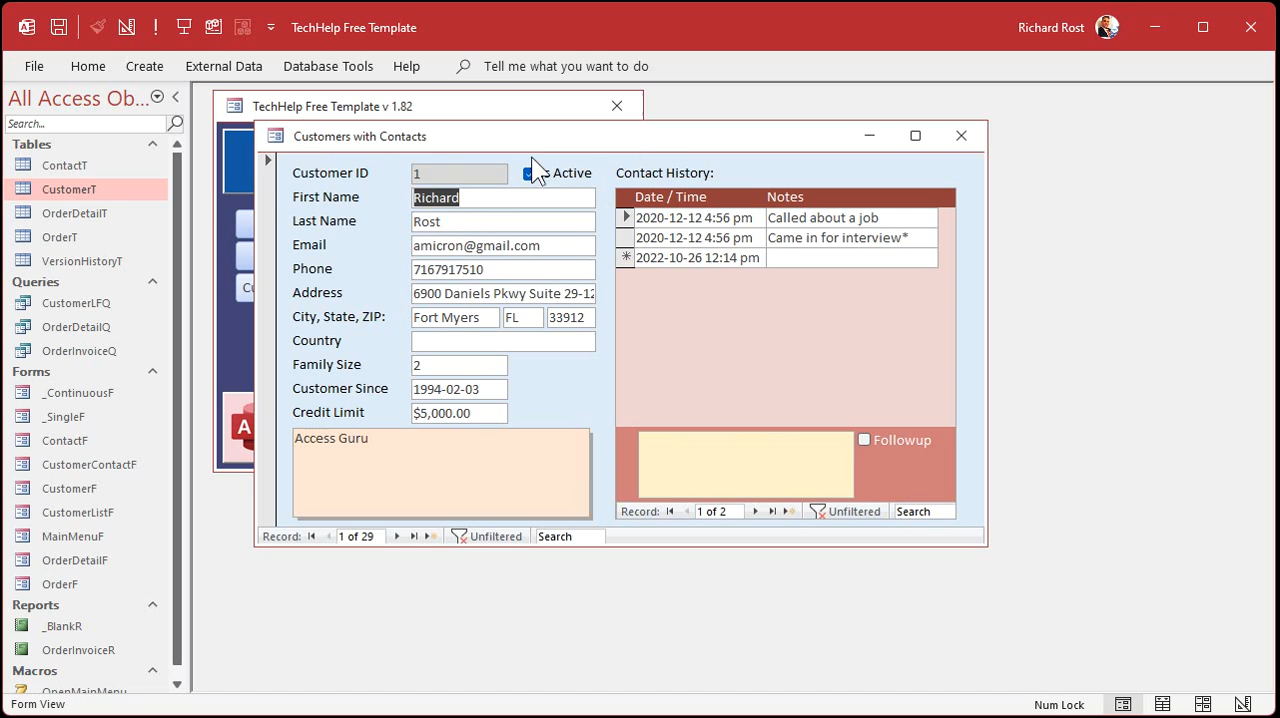 TechHelp Free Template
Richard Rost
File Home Create External Data Database Tools Help Tell me what you want to do
All Access Ob...
Search...
Tables
ContactT
CustomerT
OrderDetailT
OrderT
VersionHistoryT
Queries
CustomerLFQ
OrderDetailQ
OrderInvoiceQ
Forms
_ContinuousF
_SingleF
ContactF
CustomerContactF
CustomerF
CustomerListF
MainMenuF
OrderDetailF
OrderF
Reports
_BlankR
OrderInvoiceR
Macros
OpenMainMenu
TechHelp Free Template v 1.82
Cu
A
Customers with Contacts
Customer ID 1 Active
First Name Richard
Last Name Rost
Email amicron@gmail.com
Phone 7167917510
Address 6900 Daniels Pkwy Suite 29-12
City, State, ZIP: Fort Myers FL 33912
Country
Family Size 2
Customer Since 1994-02-03
Credit Limit $5,000.00
Access Guru
Contact History:
Date / Time Notes
2020-12-12 4:56 pm Called about a job
2020-12-12 4:56 pm Came in for interview*
* 2022-10-26 12:14 pm
Followup
Record: 1 of 2 Unfiltered Search
Record: 1 of 29 Unfiltered Search
Form View
Num Lock